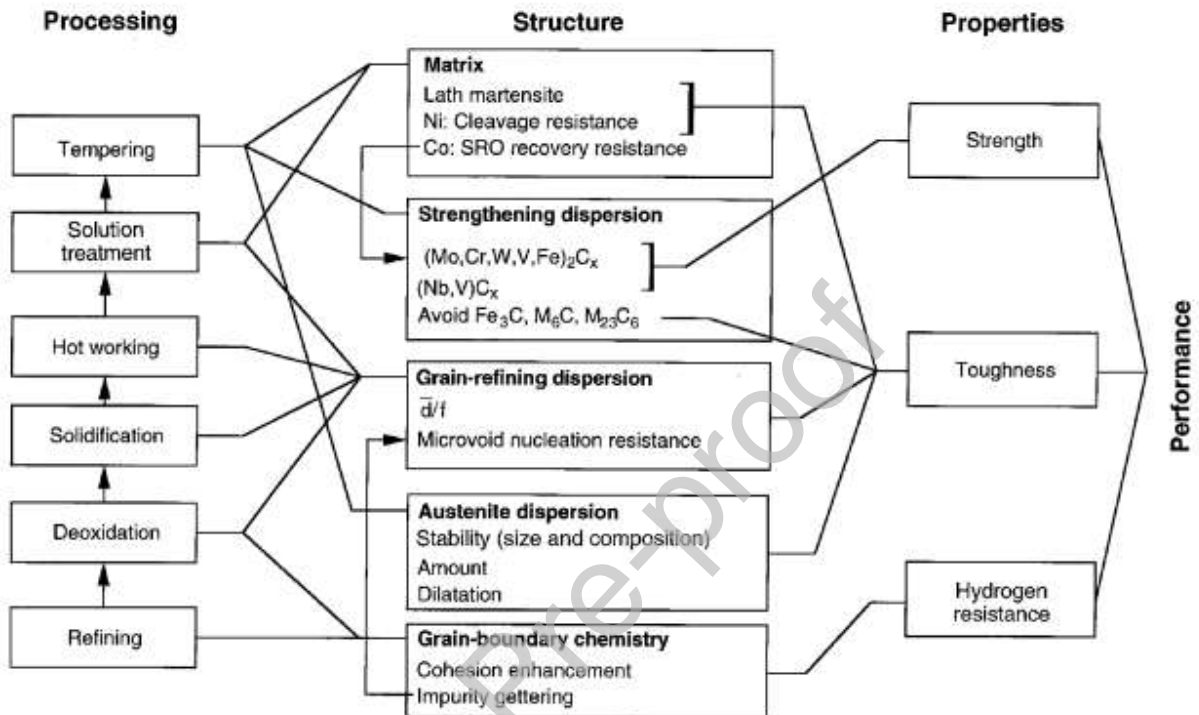 Processing
Structure
Properties
Tempering
Solution
treatment
Hot working
Solidification
Deoxidation
Refining
Matrix
Lath martensite
Ni: Cleavage resistance
Co: SRO recovery resistance
Strengthening dispersion
(Mo,Cr,W,V,Fe)₂Cₓ
(Nb,V)Cₓ
Avoid Fe₃C, M₆C, M₂₃C₆
Grain-refining dispersion
d̅/f
Microvoid nucleation resistance
Austenite dispersion
Stability (size and composition)
Amount
Dilatation
Grain-boundary chemistry
Cohesion enhancement
Impurity gettering
Strength
Toughness
Hydrogen
resistance
Performance
Pre-proof